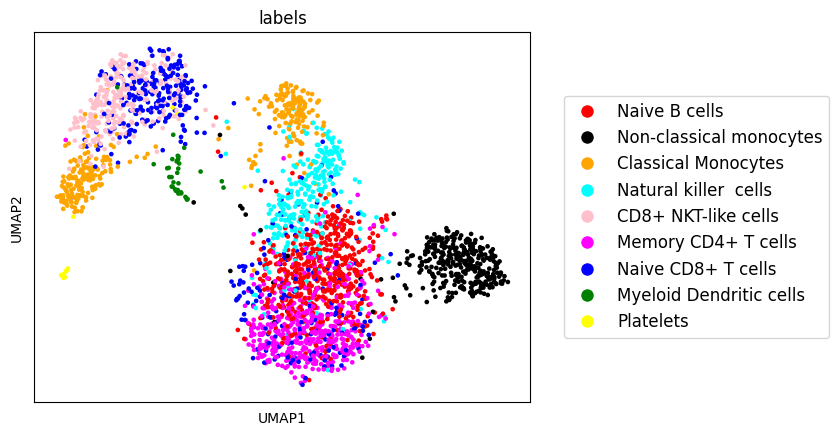 labels
UMAP2
UMAP1
Naive B cells
Non-classical monocytes
Classical Monocytes
Natural killer  cells
CD8+ NKT-like cells
Memory CD4+ T cells
Naive CD8+ T cells
Myeloid Dendritic cells
Platelets